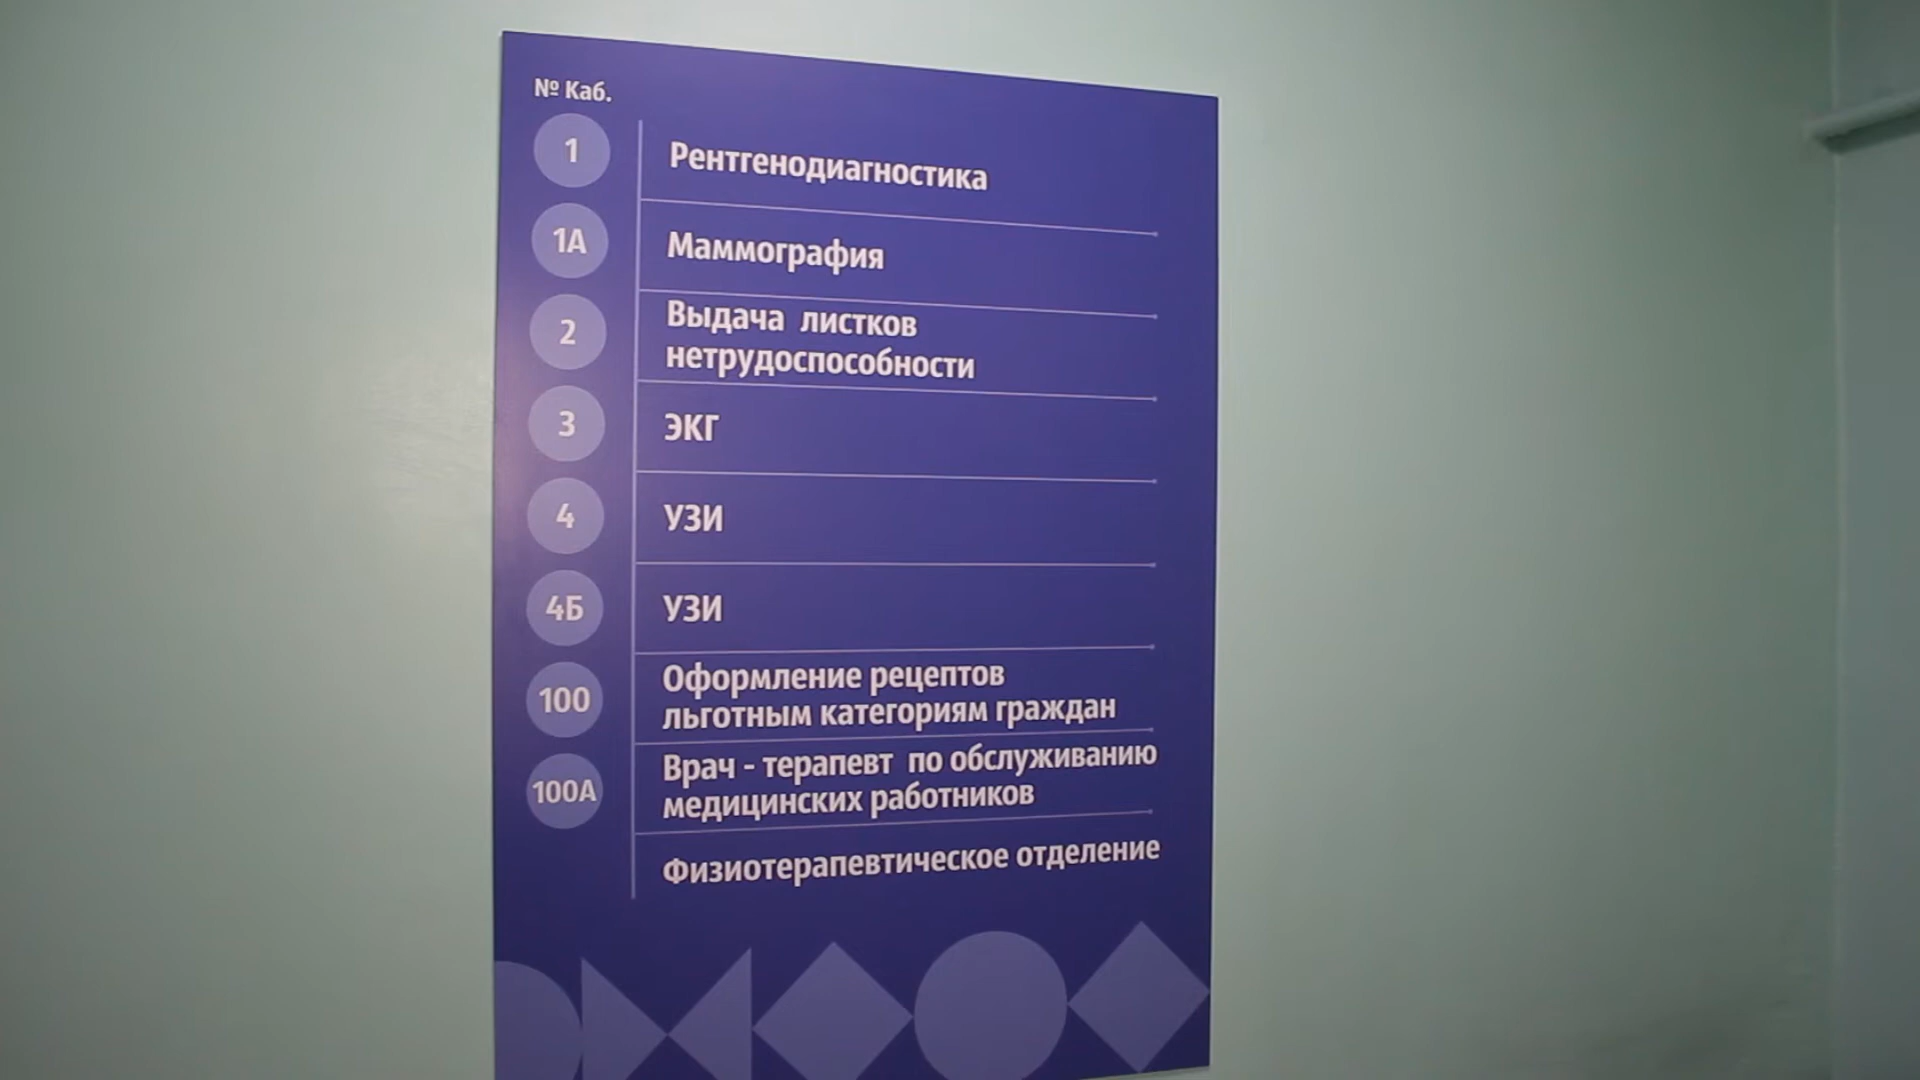 № Каб.
1 Рентгенодиагностика
1А Маммография
2 Выдача листков
нетрудоспособности
3 ЭКГ
4 УЗИ
4Б УЗИ
100 Оформление рецептов
льготным категориям граждан
100А Врач - терапевт по обслуживанию
медицинских работников
Физиотерапевтическое отделение